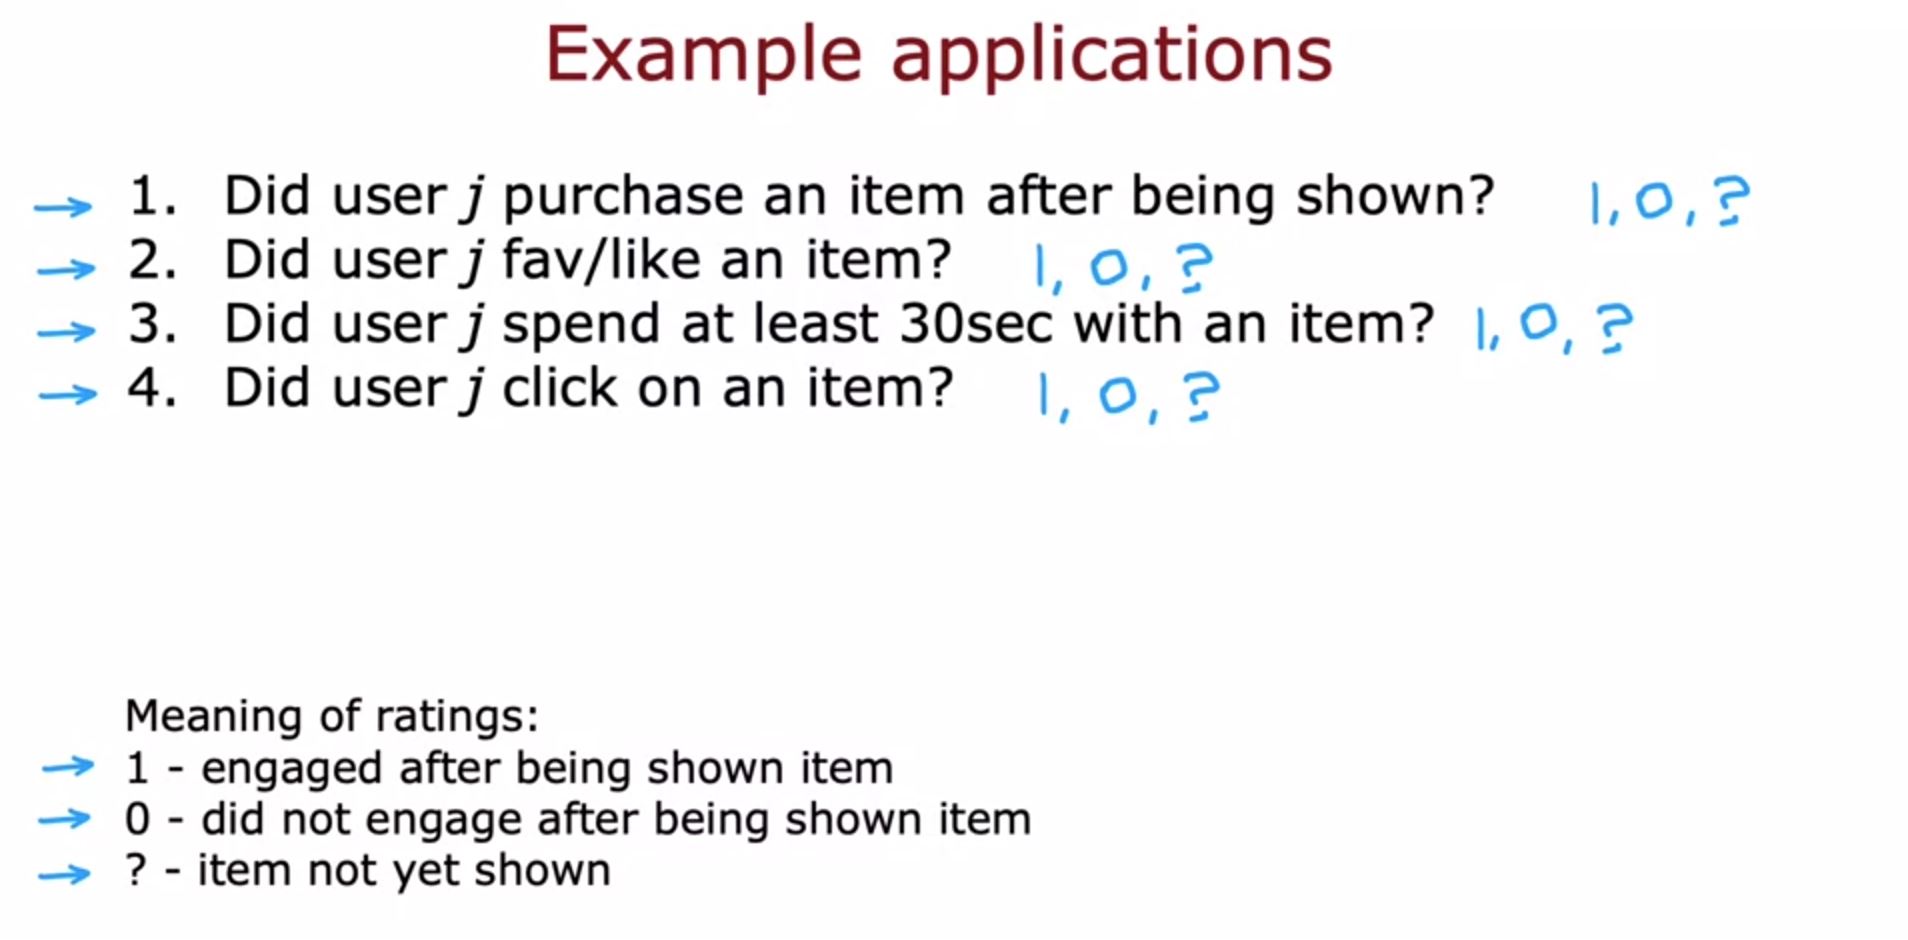 Example applications
→ 1. Did user j purchase an item after being shown? 1, 0, ?
→ 2. Did user j fav/like an item? 1, 0, ?
→ 3. Did user j spend at least 30sec with an item? 1, 0, ?
→ 4. Did user j click on an item? 1, 0, ?
Meaning of ratings:
→ 1 - engaged after being shown item
→ 0 - did not engage after being shown item
→ ? - item not yet shown